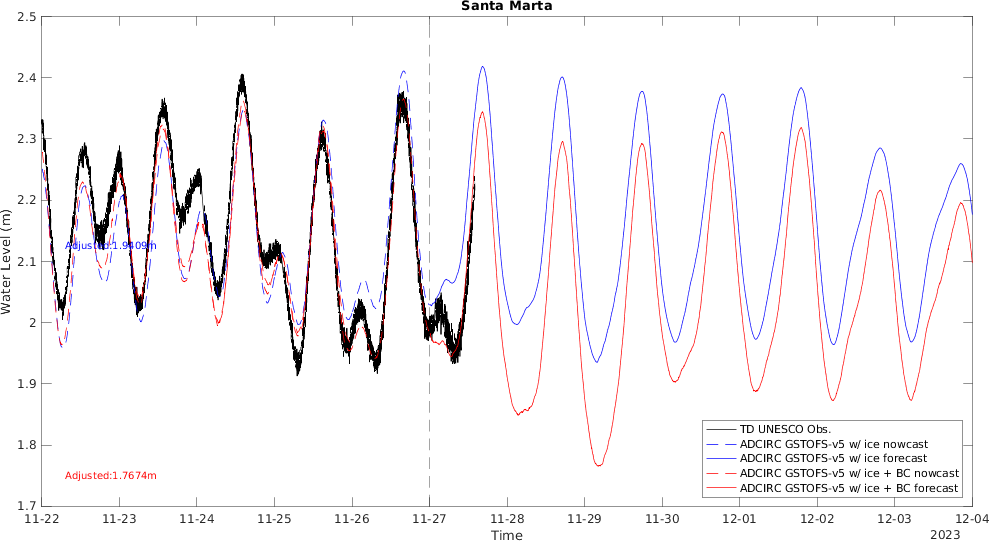 Santa Marta
2.5
2.4
2.3
2.2
2.1
2
1.9
1.8
1.7
Water Level (m)
Adjusted:1.9409m
Adjusted:1.7674m
TD UNESCO Obs.
ADCIRC GSTOFS-v5 w/ ice nowcast
ADCIRC GSTOFS-v5 w/ ice forecast
ADCIRC GSTOFS-v5 w/ ice + BC nowcast
ADCIRC GSTOFS-v5 w/ ice + BC forecast
11-22 11-23 11-24 11-25 11-26 11-27 11-28 11-29 11-30 12-01 12-02 12-03 12-04
Time
2023